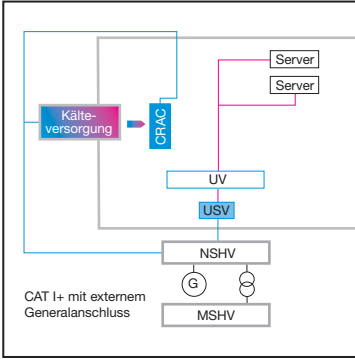 Server
Server
Kälte-
versorgung
CRAC
UV
USV
NSHV
G
CAT I+ mit externem
Generalanschluss
MSHV